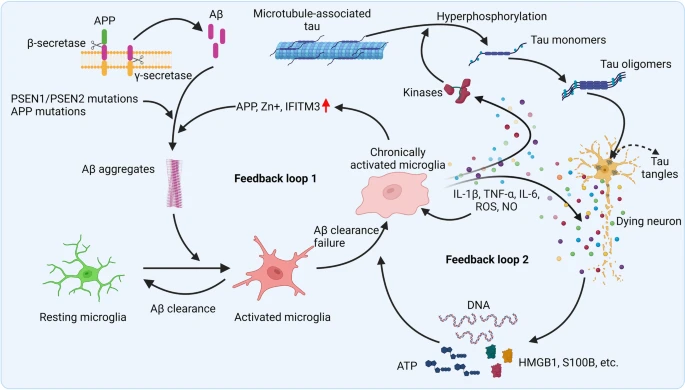 APP
Aβ
β-secretase
γ-secretase
Microtubule-associated
tau
Hyperphosphorylation
Tau monomers
Tau oligomers
Kinases
PSEN1/PSEN2 mutations
APP mutations
APP, Zn+, IFITM3
Aβ aggregates
Feedback loop 1
Chronically
activated microglia
Tau
tangles
IL-1β, TNF-α, IL-6,
ROS, NO
Dying neuron
Aβ clearance
failure
Feedback loop 2
Aβ clearance
Resting microglia
Activated microglia
DNA
ATP
HMGB1, S100B, etc.